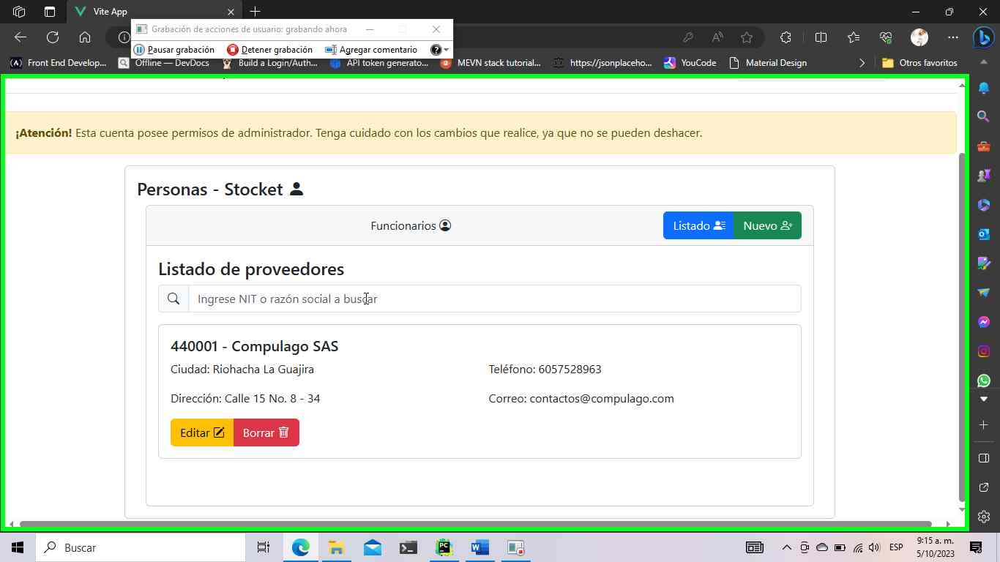 Vite App
Grabación de acciones de usuario: grabando ahora
Pausar grabación
Detener grabación
Agregar comentario
Front End Develop...
Offline — DevDocs
Build a Login/Auth...
API token generato...
MEVN stack tutorial...
https://jsonplaceho...
YouCode
Material Design
Otros favoritos
¡Atención! Esta cuenta posee permisos de administrador. Tenga cuidado con los cambios que realice, ya que no se pueden deshacer.
Personas - Stocket
Funcionarios
Listado
Nuevo
Listado de proveedores
Ingrese NIT o razón social a buscar
440001 - Compulago SAS
Ciudad: Riohacha La Guajira
Teléfono: 6057528963
Dirección: Calle 15 No. 8 - 34
Correo: contactos@compulago.com
Editar
Borrar
Buscar
ESP
9:15 a. m.
5/10/2023